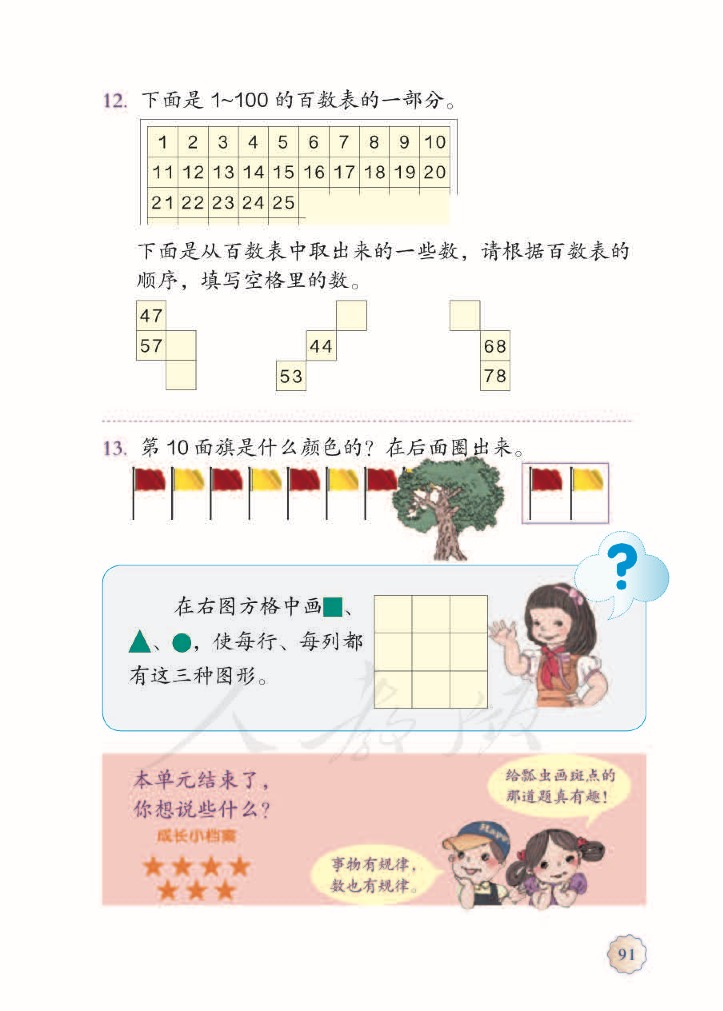 12. 下面是 1~100 的百数表的一部分。
1 2 3 4 5 6 7 8 9 10
11 12 13 14 15 16 17 18 19 20
21 22 23 24 25
下面是从百数表中取出来的一些数，请根据百数表的
顺序，填写空格里的数。
47
57
44
53
68
78
13. 第 10 面旗是什么颜色的？在后面圈出来。
?
在右图方格中画■、
▲、●，使每行、每列都
有这三种图形。
人教版
本单元结束了，
你想说些什么？
成长小档案
给瓢虫画斑点的
那道题真有趣！
Happy
事物有规律，
数也有规律。
91